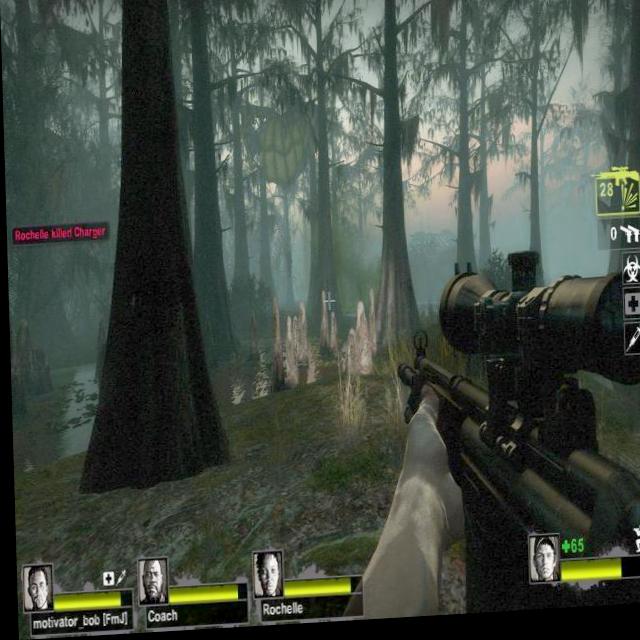 28
Rochelle killed Charger
0
+65
motivator_bob [FmJ]
Coach
Rochelle